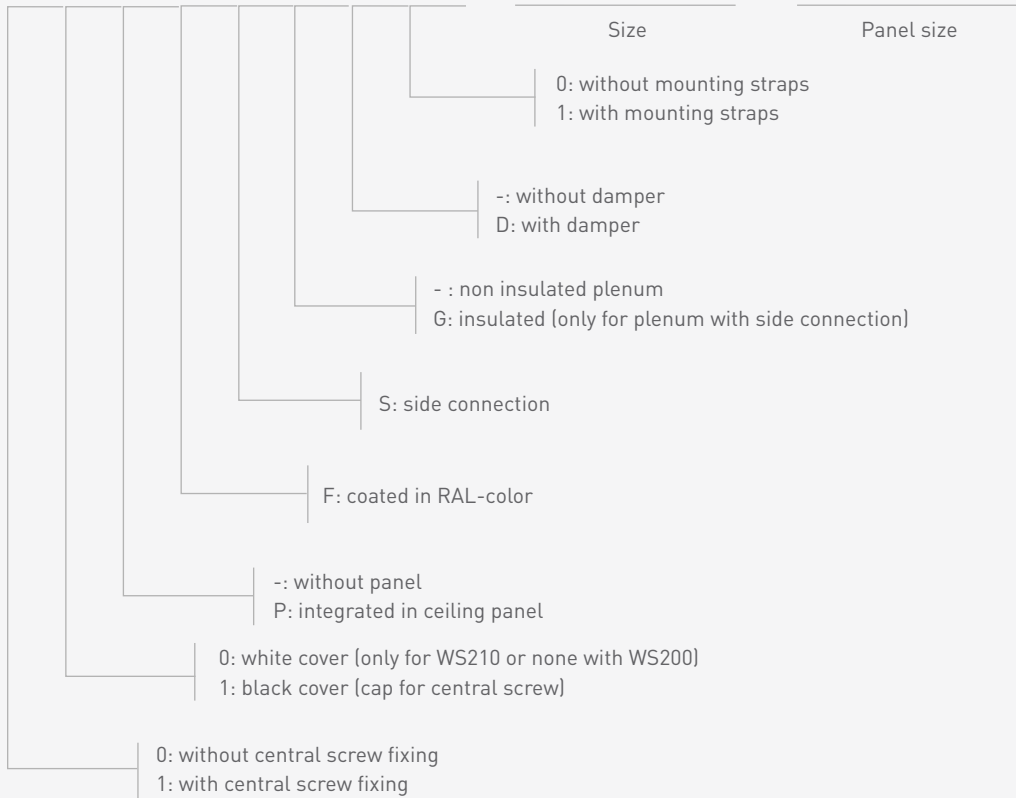 Size
Panel size
0: without mounting straps
1: with mounting straps
-: without damper
D: with damper
- : non insulated plenum
G: insulated (only for plenum with side connection)
S: side connection
F: coated in RAL-color
-: without panel
P: integrated in ceiling panel
0: white cover (only for WS210 or none with WS200)
1: black cover (cap for central screw)
0: without central screw fixing
1: with central screw fixing